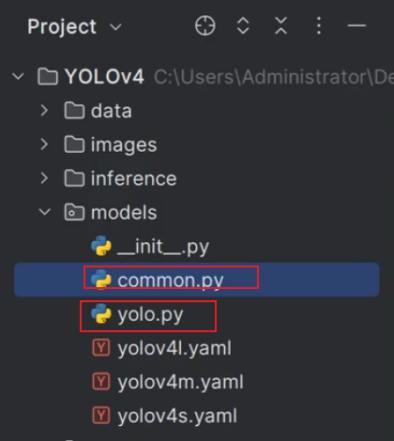 Project
YOLOv4 C:\Users\Administrator\De
data
images
inference
models
__init__.py
common.py
yolo.py
yolov4l.yaml
yolov4m.yaml
yolov4s.yaml